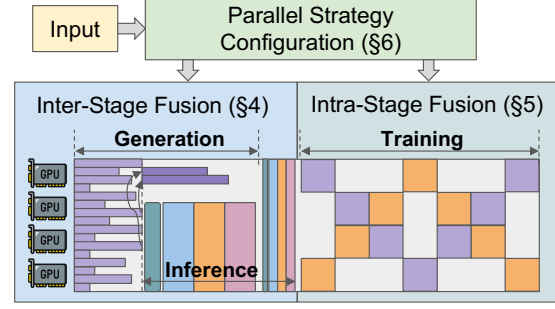 Input
Parallel Strategy
Configuration (§6)
Inter-Stage Fusion (§4)
Intra-Stage Fusion (§5)
Generation
Training
GPU
GPU
GPU
GPU
Inference